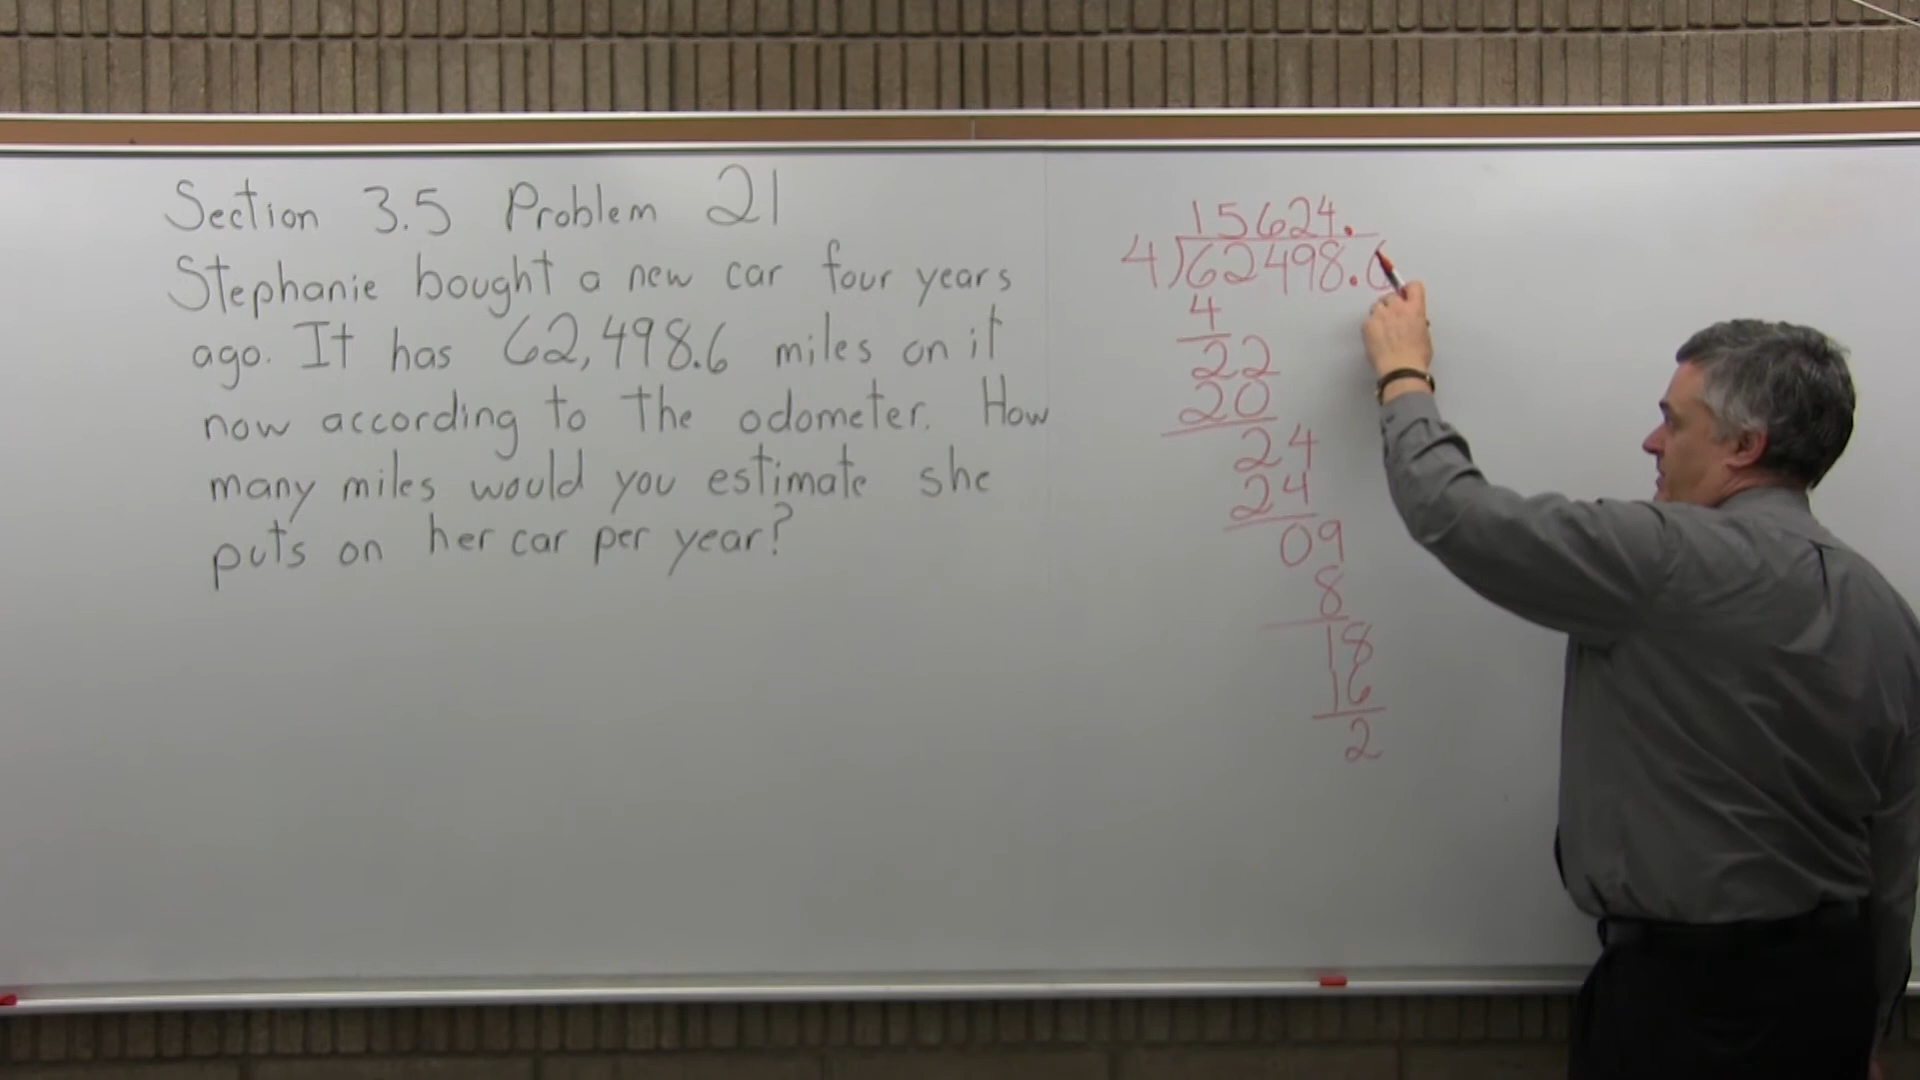 Section 3.5 Problem 21
Stephanie bought a new car four years
ago. It has 62,498.6 miles on it
now according to the odometer. How
many miles would you estimate she
puts on her car per year?
15624.
4)62498.6
4
22
20
24
24
09
8
18
16
2